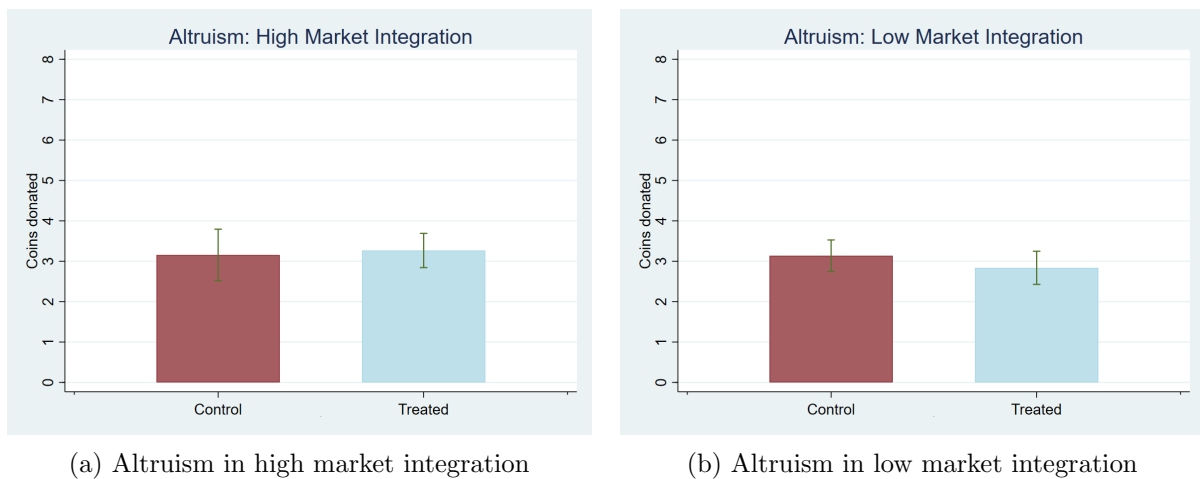 Altruism: High Market Integration
Coins donated
8
7
6
5
4
3
2
1
0
Control
Treated
(a) Altruism in high market integration
Altruism: Low Market Integration
Coins donated
8
7
6
5
4
3
2
1
0
Control
Treated
(b) Altruism in low market integration